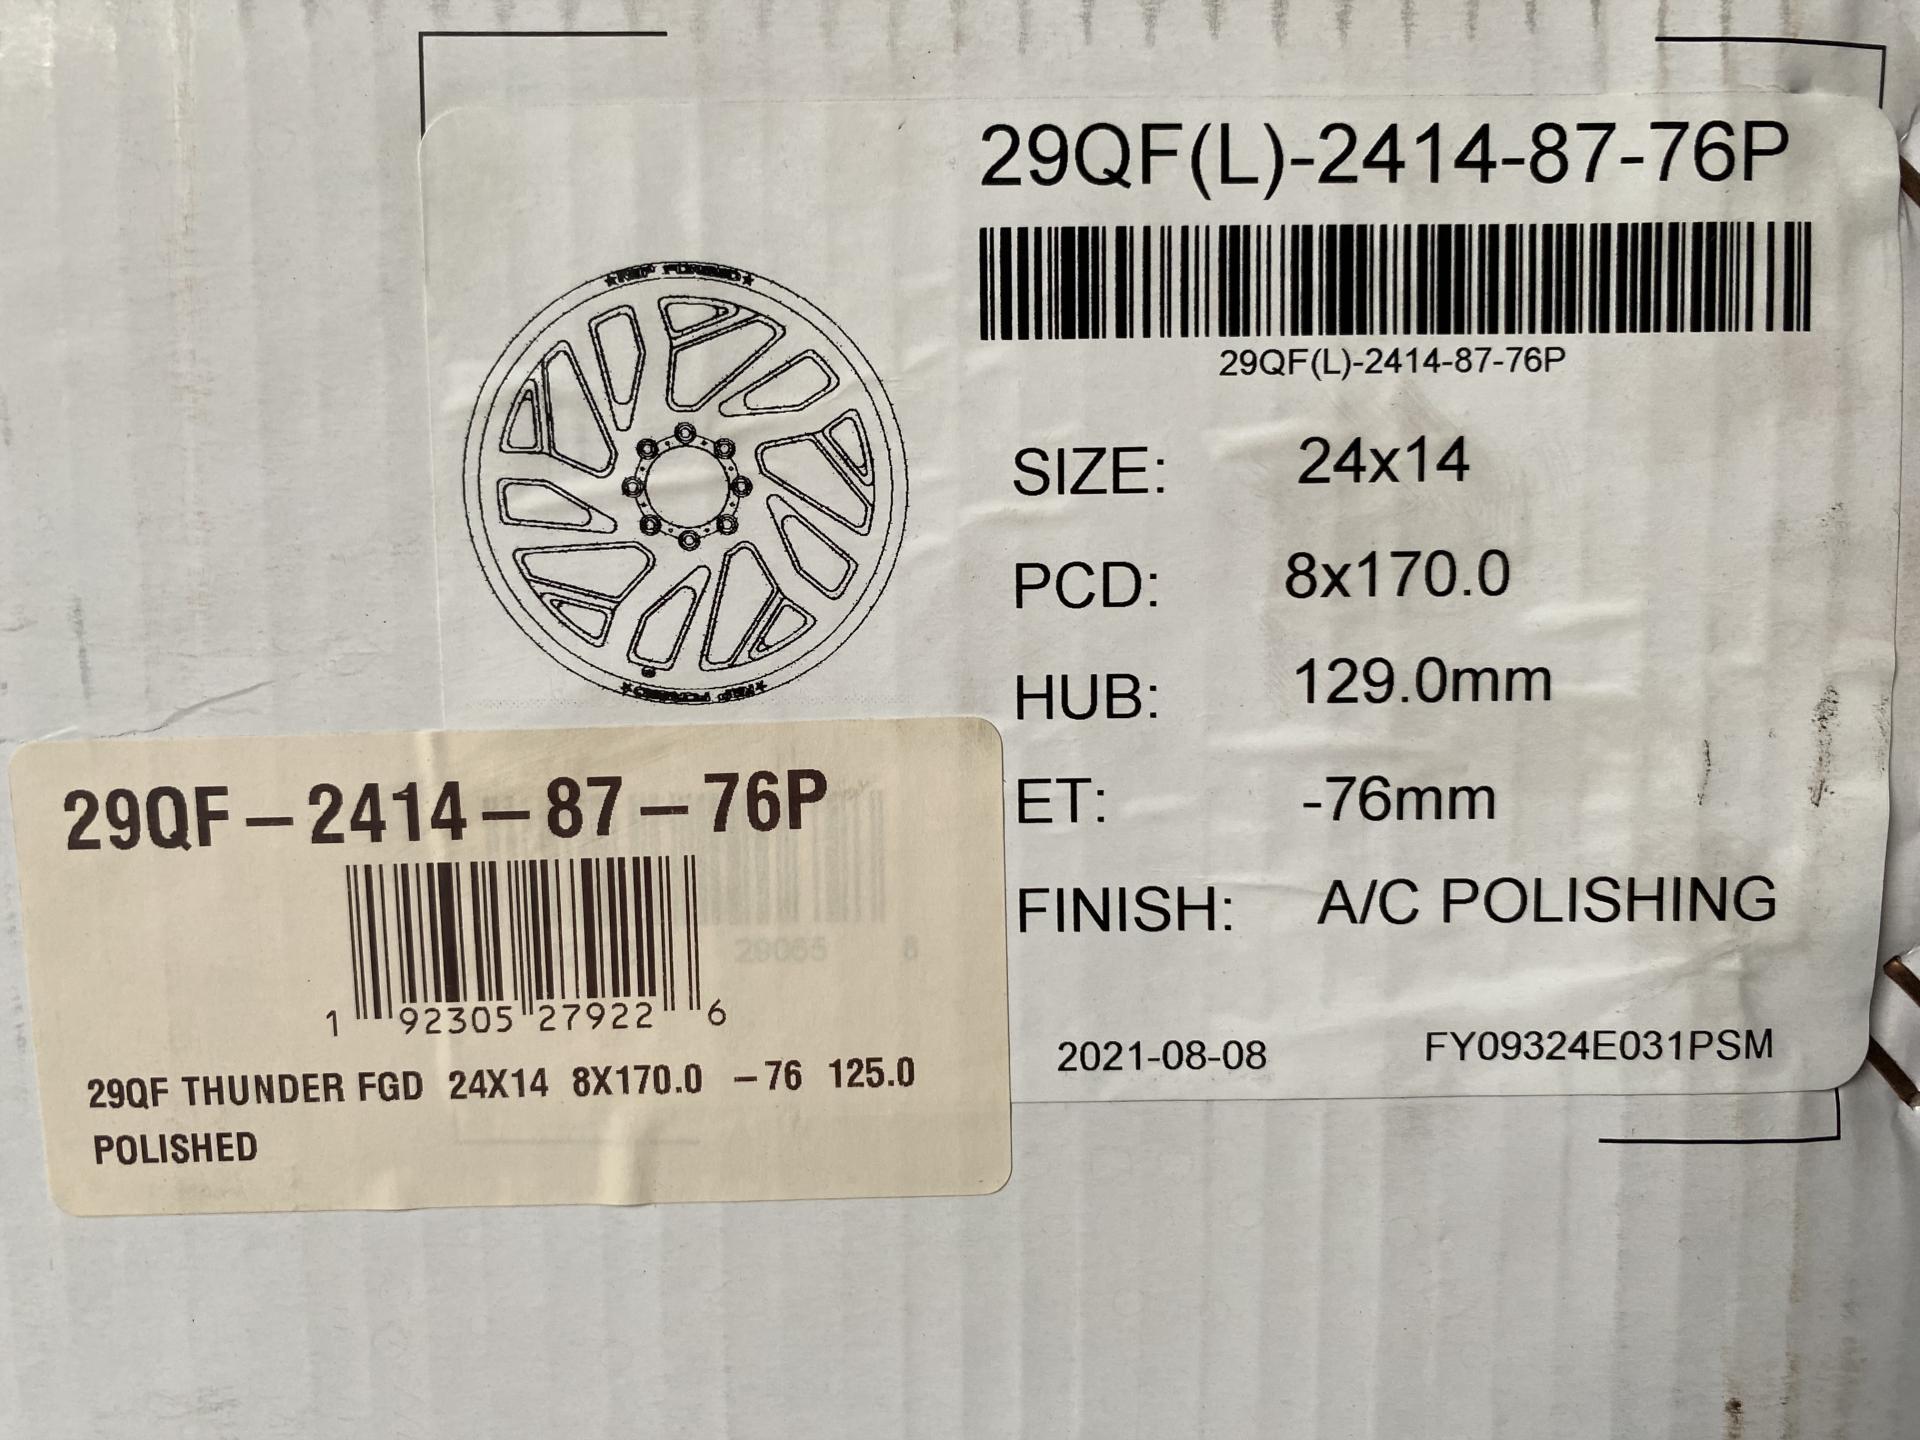 29QF(L)-2414-87-76P
29QF(L)-2414-87-76P
SIZE: 24x14
PCD: 8x170.0
HUB: 129.0mm
ET: -76mm
FINISH: A/C POLISHING
2021-08-08 FY09324E031PSM
29QF-2414-87-76P
1 92305 27922 6
29QF THUNDER FGD 24X14 8X170.0 -76 125.0
POLISHED